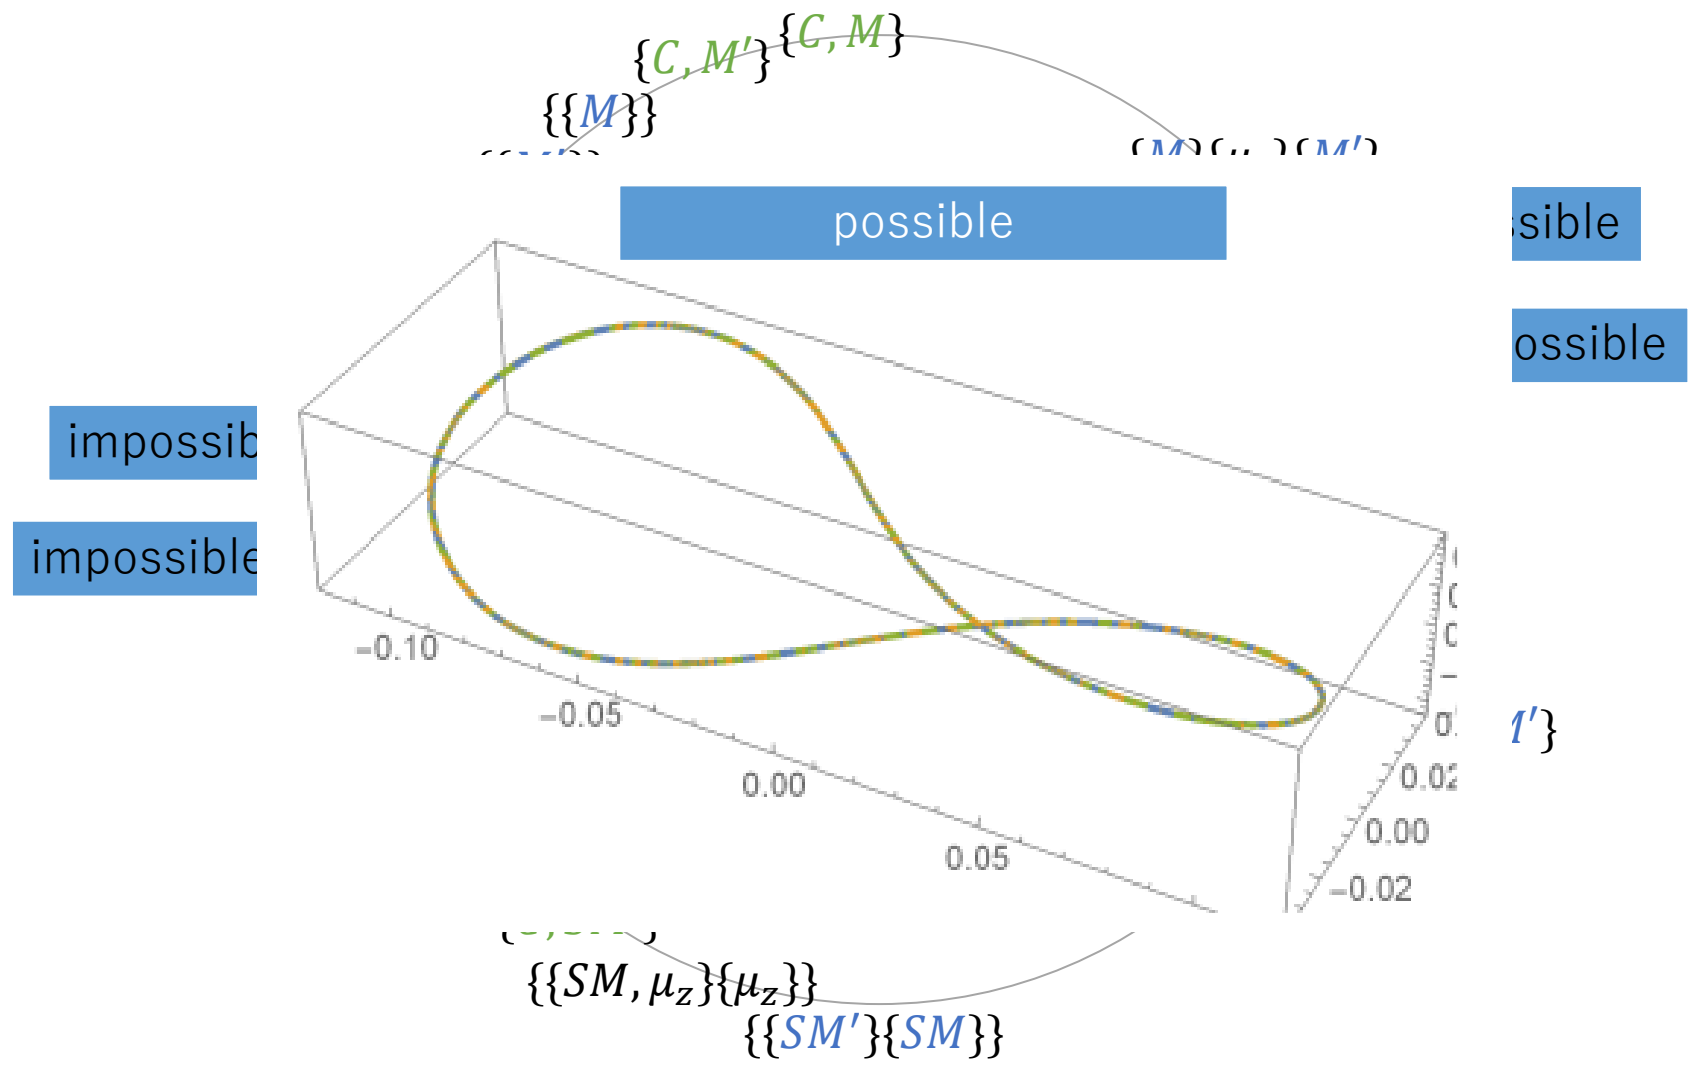 {C, M}
{C, M′}
{{M}}
{{M′}}
{M}{μ }{M′}
possible
sible
ossible
impossib
impossible
−0.10
−0.05
0.00
0.05
0.02
0.00
−0.02
M′}
{{SM, μz}{μz}}
{{SM′}{SM}}